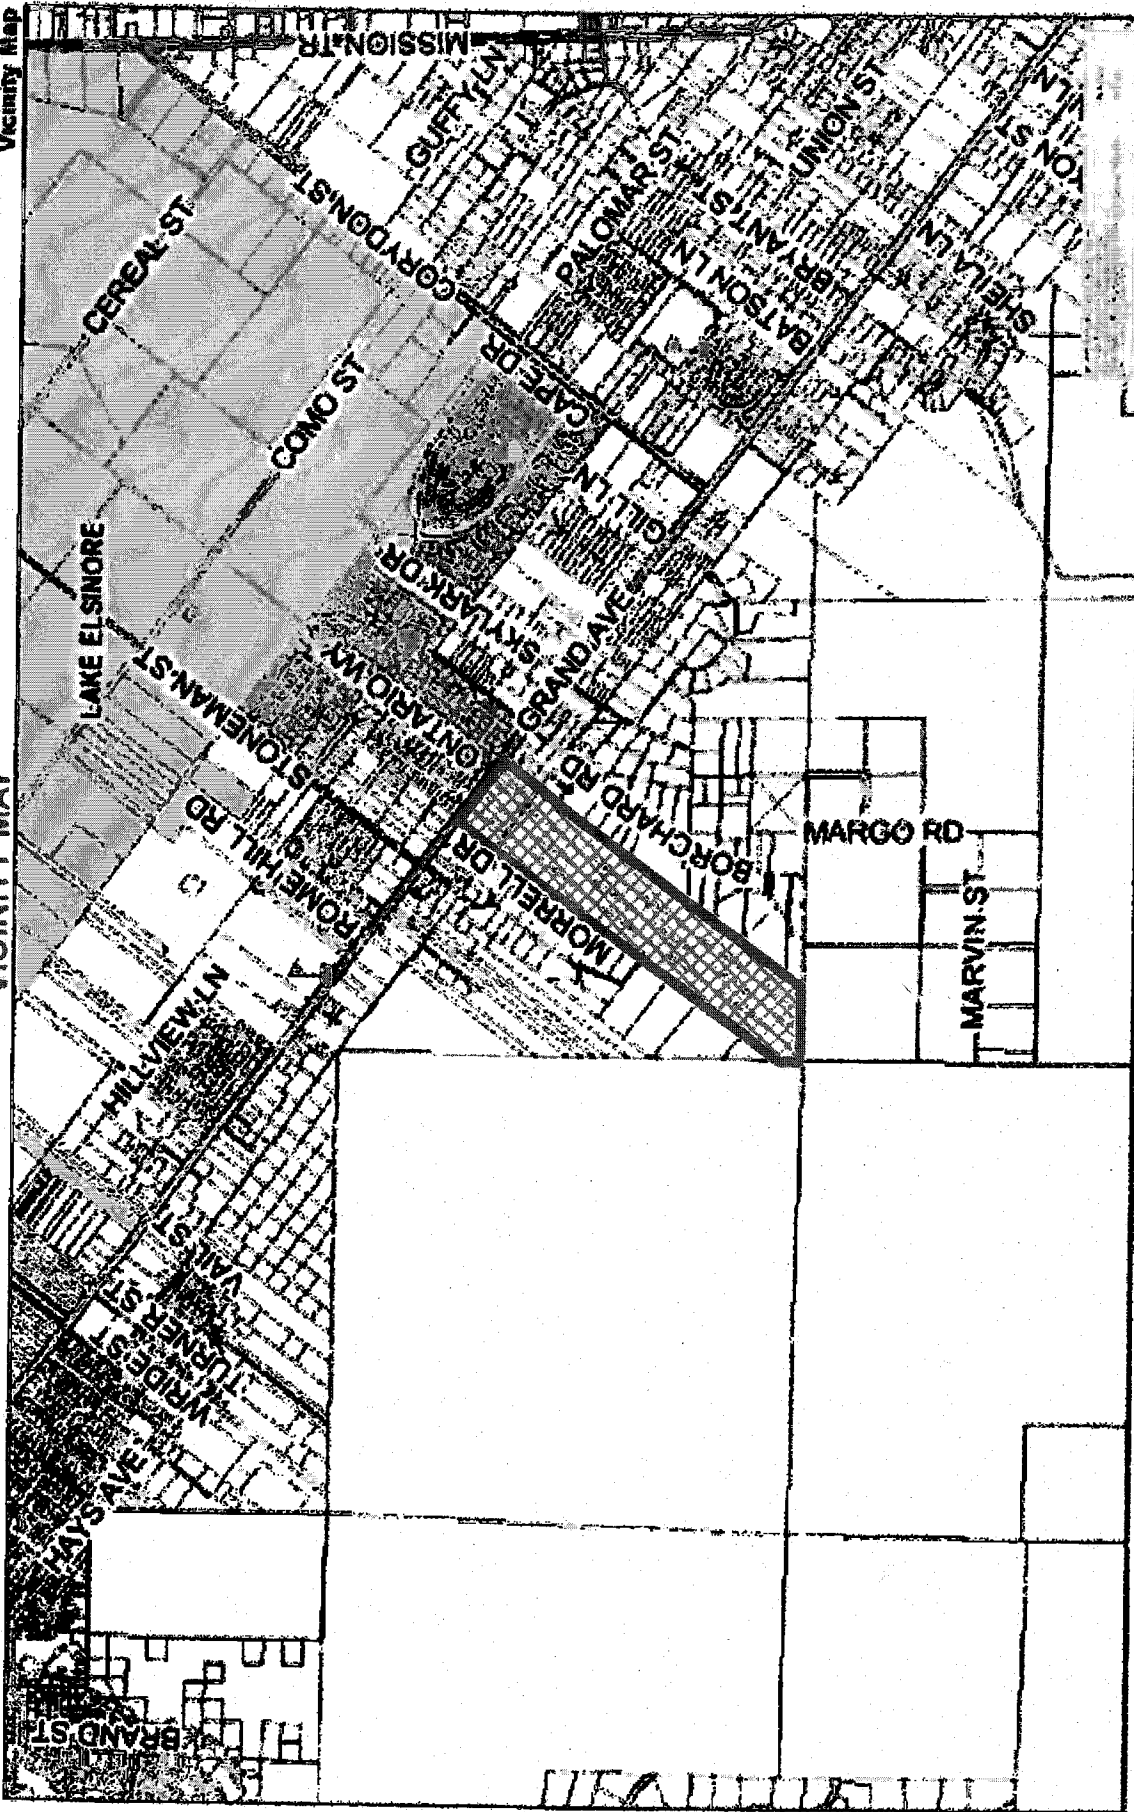 Vicinity Map
MISSION TR
GUFFY LN
CEREAL ST
CORYDON ST
UNION ST
PALOMAR ST
BRYANT ST
BATSON LN
SHEILA LN
COMO ST
CAPE DR
LAKE ELSINORE
GILL LN
SKYLARK DR
STONEMAN ST
ONTARIO WY
GRAND AVE
ROME HILL RD
BORCHARD RD
MORRELL DR
MARGO RD
MARVIN ST
HILL VIEW LN
VAIL ST
TURNER ST
WRIDE ST
HAYS AVE
BRAND ST